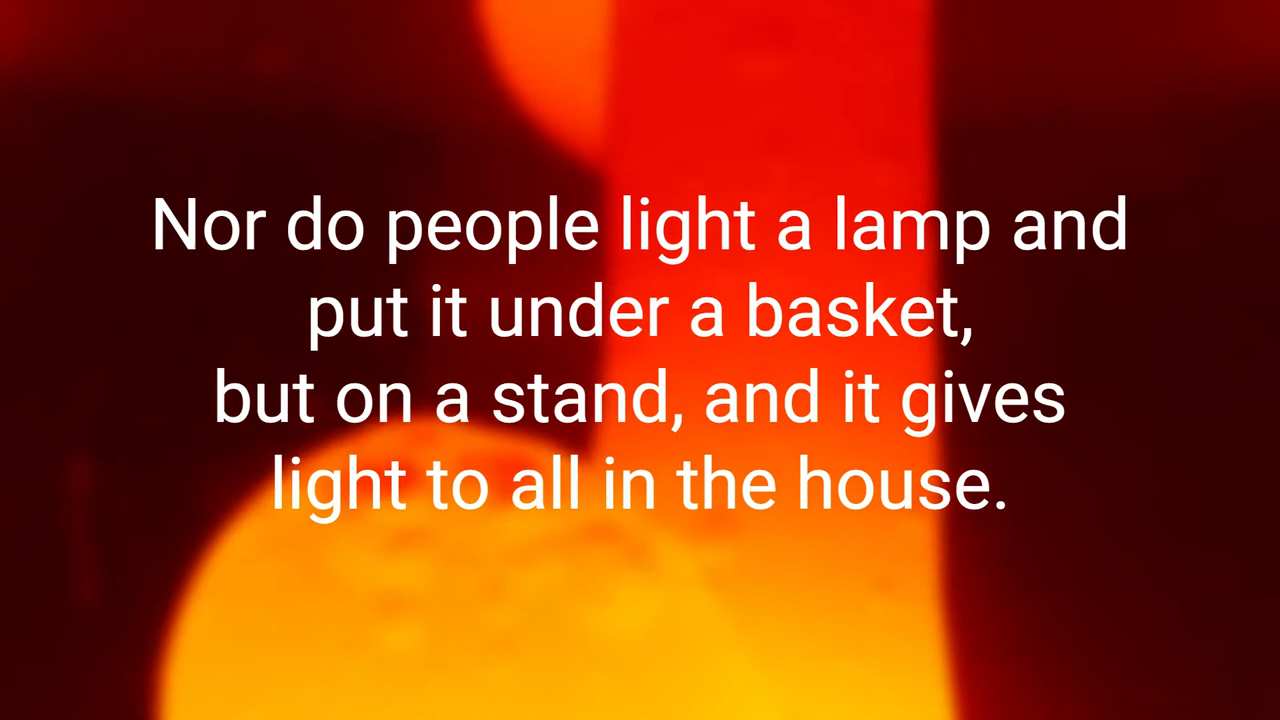 Nor do people light a lamp and
put it under a basket,
but on a stand, and it gives
light to all in the house.